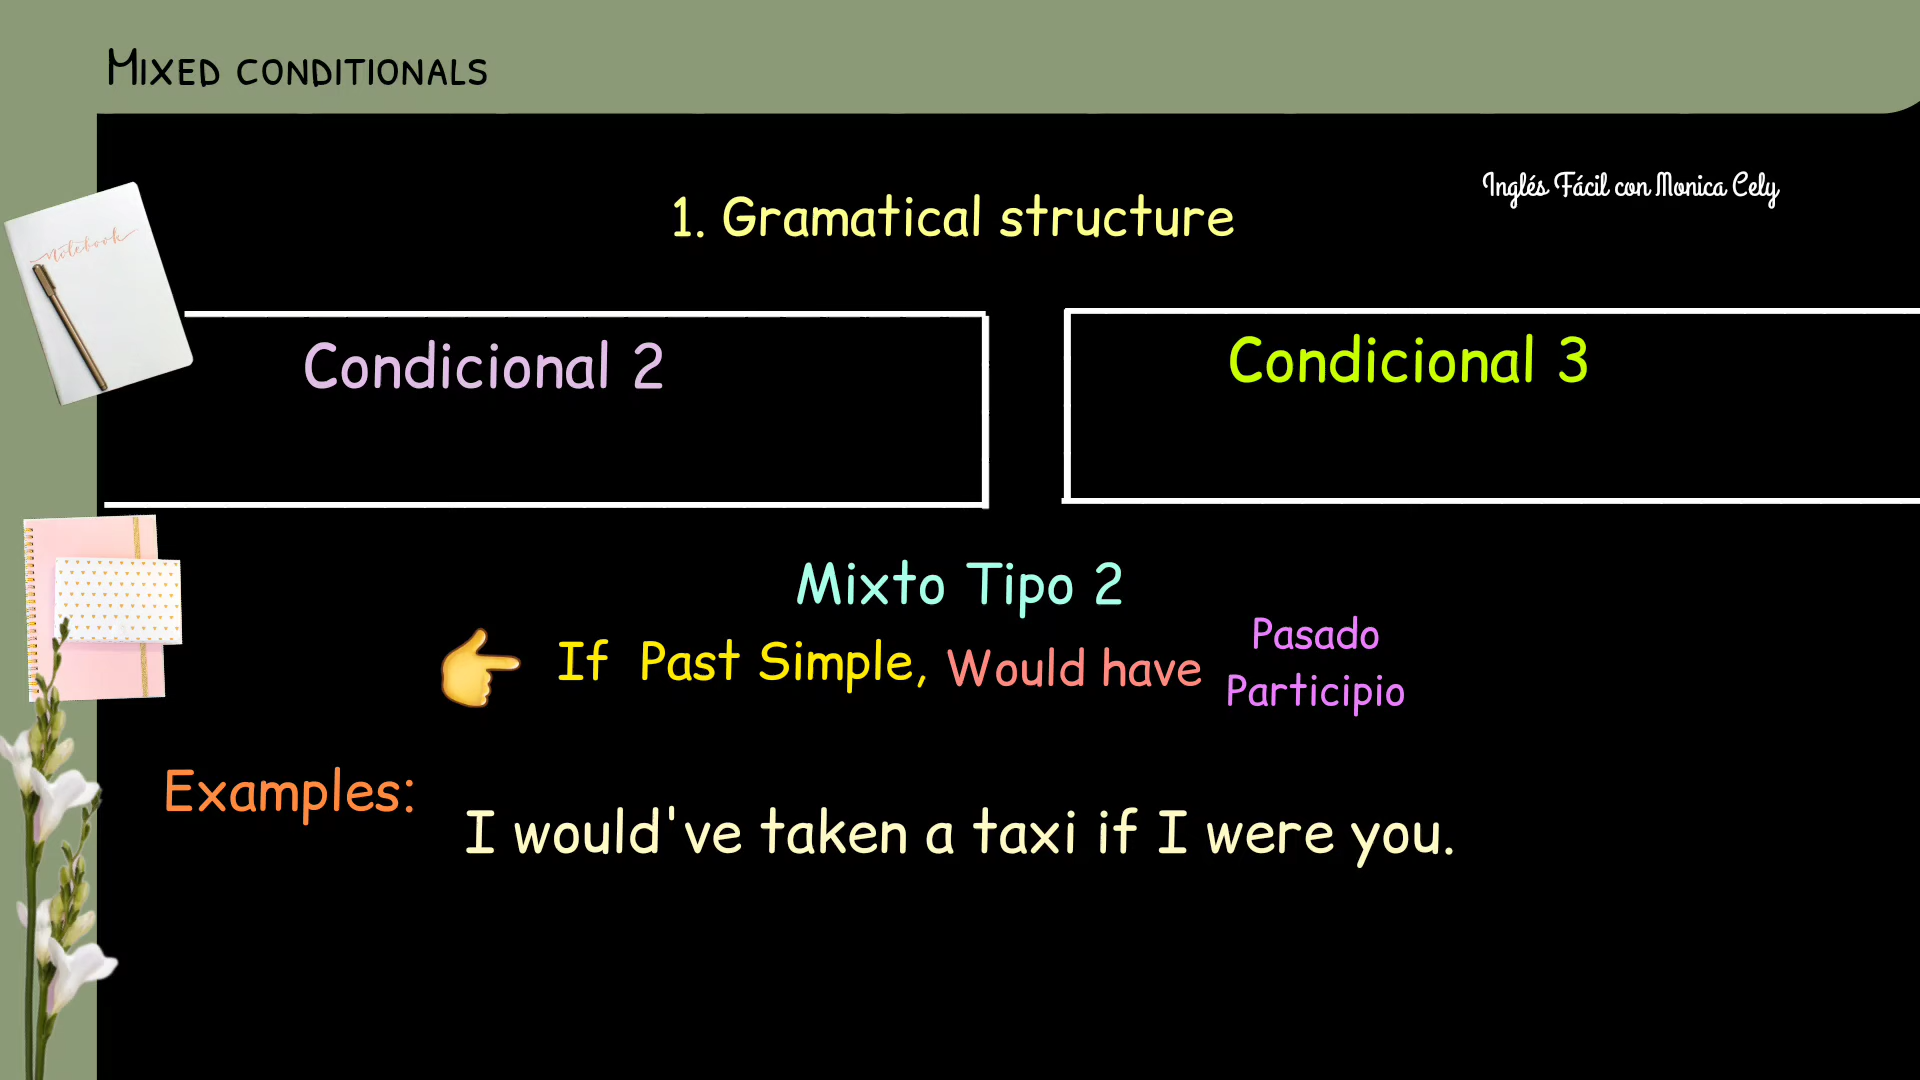 Mixed conditionals
Inglés Fácil con Monica Cely
1. Gramatical structure
notebook
Condicional 2
Condicional 3
Mixto Tipo 2
If Past Simple, Would have Pasado Participio
Examples:
I would've taken a taxi if I were you.